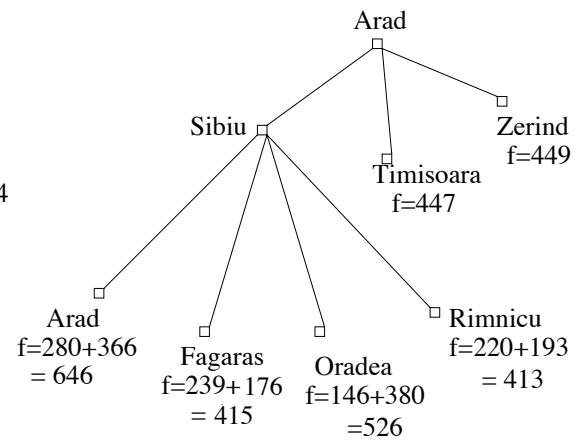 Arad
Sibiu
Zerind
f=449
Timisoara
f=447
4
Arad
f=280+366
= 646
Fagaras
f=239+176
= 415
Oradea
f=146+380
=526
Rimnicu
f=220+193
= 413